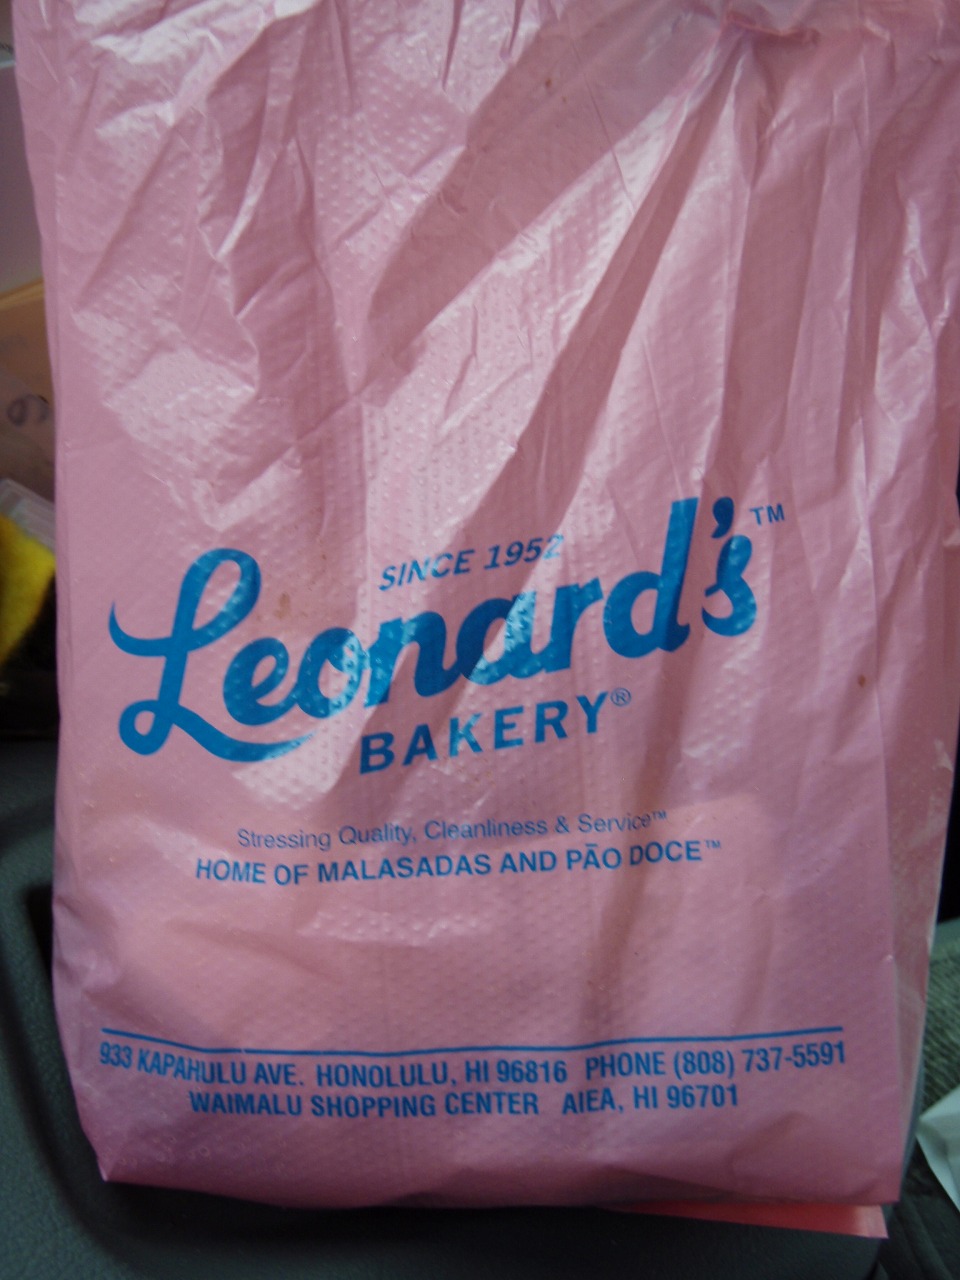 SINCE 1952
Leonard's™
BAKERY®
Stressing Quality, Cleanliness & Service™
HOME OF MALASADAS AND PÃO DOCE™
933 KAPAHULU AVE. HONOLULU, HI 96816 PHONE (808) 737-5591
WAIMALU SHOPPING CENTER AIEA, HI 96701